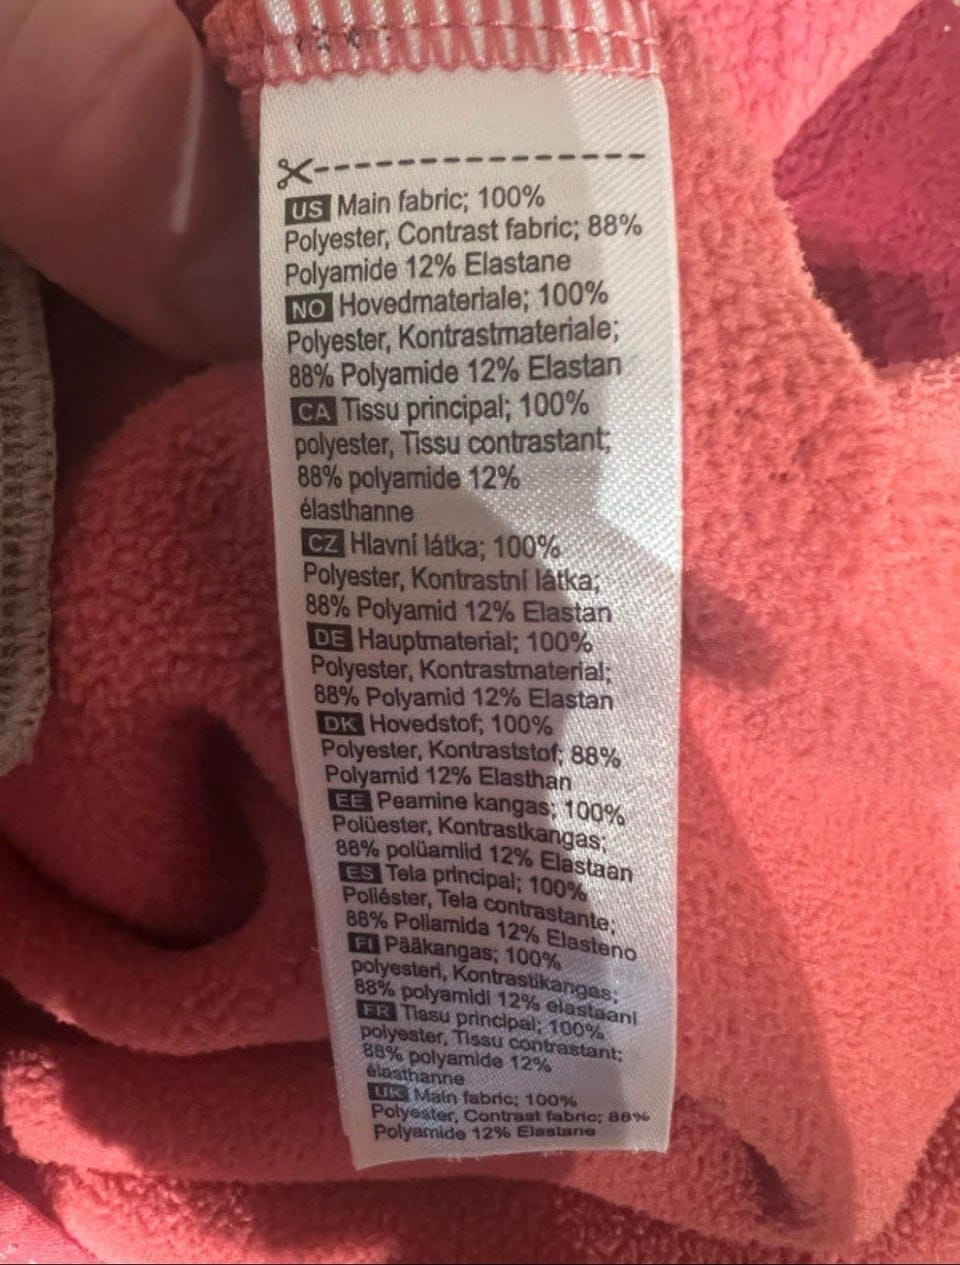 US Main fabric; 100%
Polyester, Contrast fabric; 88%
Polyamide 12% Elastane
NO Hovedmateriale; 100%
Polyester, Kontrastmateriale;
88% Polyamide 12% Elastan
CA Tissu principal; 100%
polyester, Tissu contrastant;
88% polyamide 12%
élasthanne
CZ Hlavní látka; 100%
Polyester, Kontrastní látka;
88% Polyamid 12% Elastan
DE Hauptmaterial; 100%
Polyester, Kontrastmaterial;
88% Polyamid 12% Elastan
DK Hovedstof; 100%
Polyester, Kontraststof; 88%
Polyamid 12% Elasthan
EE Peamine kangas; 100%
Polüester, Kontrastkangas;
88% polüamiid 12% Elastaan
ES Tela principal; 100%
Poliéster, Tela contrastante;
88% Poliamida 12% Elasteno
FI Pääkangas; 100%
polyesteri, Kontrastikangas;
88% polyamidi 12% elastaani
FR Tissu principal; 100%
polyester, Tissu contrastant;
88% polyamide 12%
élasthanne
UK Main fabric; 100%
Polyester, Contrast fabric; 88%
Polyamide 12% Elastane